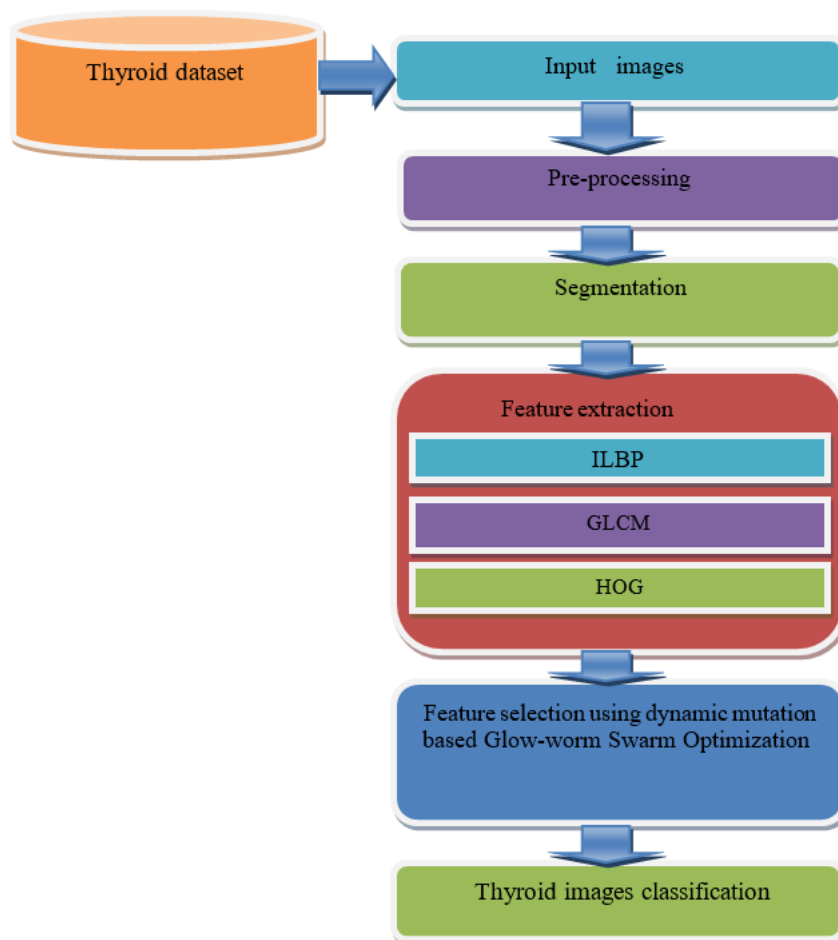 Thyroid dataset
Input images
Pre-processing
Segmentation
Feature extraction
ILBP
GLCM
HOG
Feature selection using dynamic mutation
based Glow-worm Swarm Optimization
Thyroid images classification